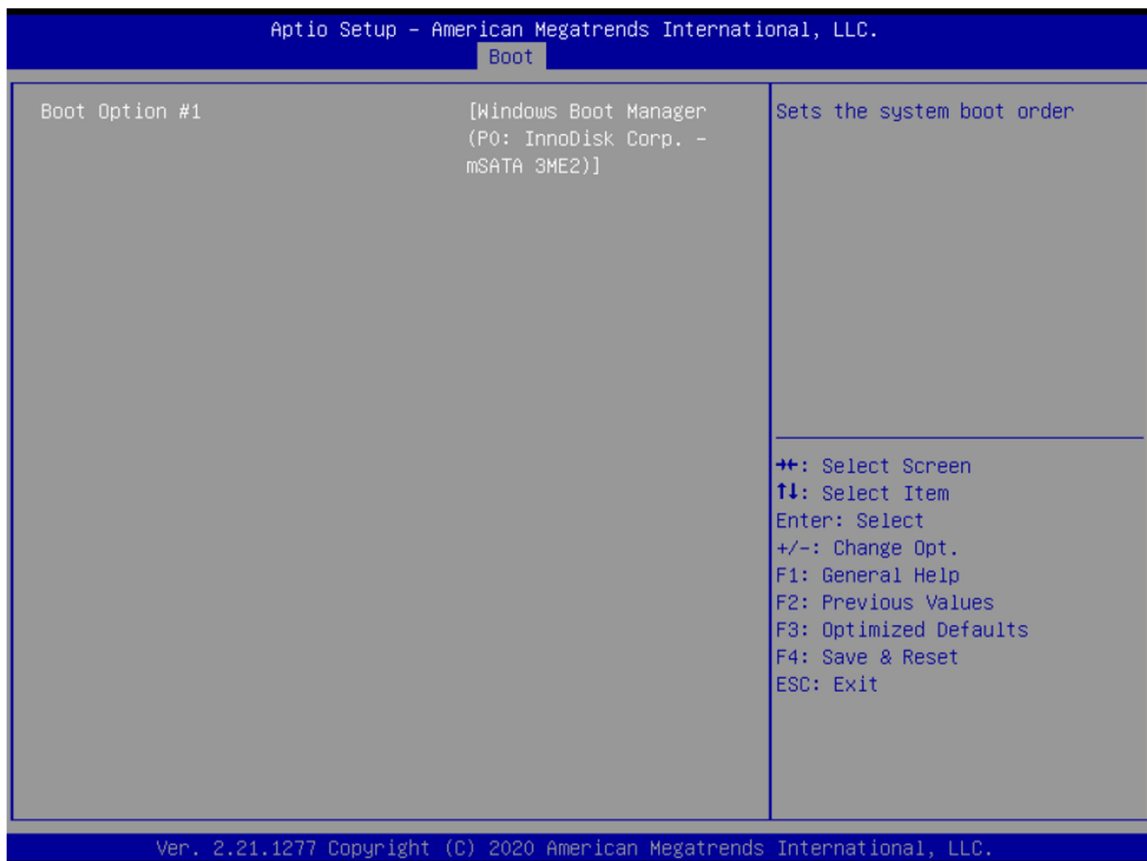 Aptio Setup – American Megatrends International, LLC.
Boot
Boot Option #1
[Windows Boot Manager
(P0: InnoDisk Corp. –
mSATA 3ME2)]
Sets the system boot order
→←: Select Screen
↑↓: Select Item
Enter: Select
+/-: Change Opt.
F1: General Help
F2: Previous Values
F3: Optimized Defaults
F4: Save & Reset
ESC: Exit
Ver. 2.21.1277 Copyright (C) 2020 American Megatrends International, LLC.